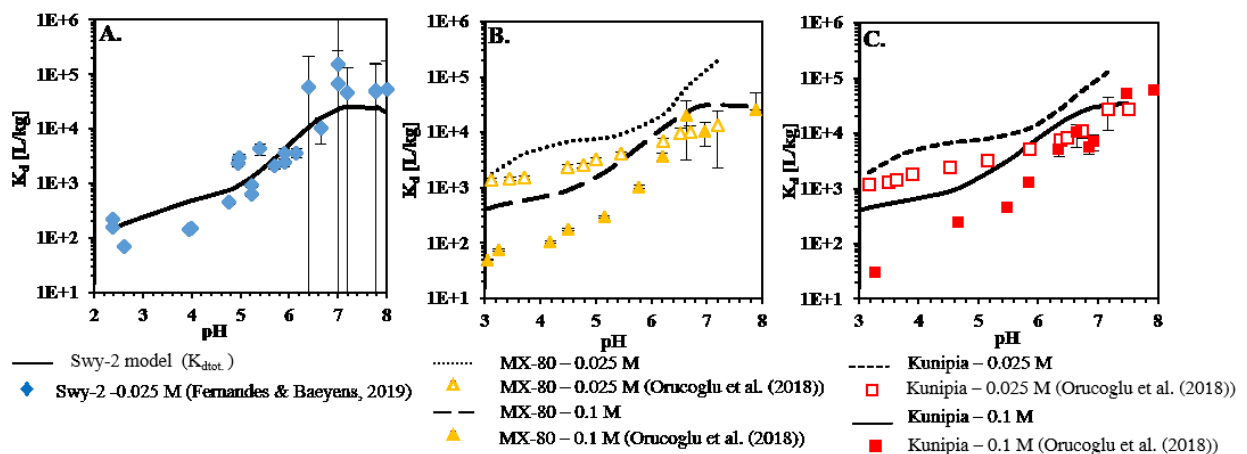 A.
1E+6
1E+5
1E+4
1E+3
1E+2
1E+1
Kd [L/kg]
2 3 4 5 6 7 8
pH
B.
1E+6
1E+5
1E+4
1E+3
1E+2
1E+1
Kd [L/kg]
3 4 5 6 7 8
pH
C.
1E+6
1E+5
1E+4
1E+3
1E+2
1E+1
Kd [L/kg]
3 4 5 6 7 8
pH
Swy-2 model (Kdtot.)
Swy-2 -0.025 M (Fernandes & Baeyens, 2019)
MX-80 – 0.025 M
MX-80 – 0.025 M (Orucoglu et al. (2018))
MX-80 – 0.1 M
MX-80 – 0.1 M (Orucoglu et al. (2018))
Kunipia – 0.025 M
Kunipia – 0.025 M (Orucoglu et al. (2018))
Kunipia – 0.1 M
Kunipia – 0.1 M (Orucoglu et al. (2018))